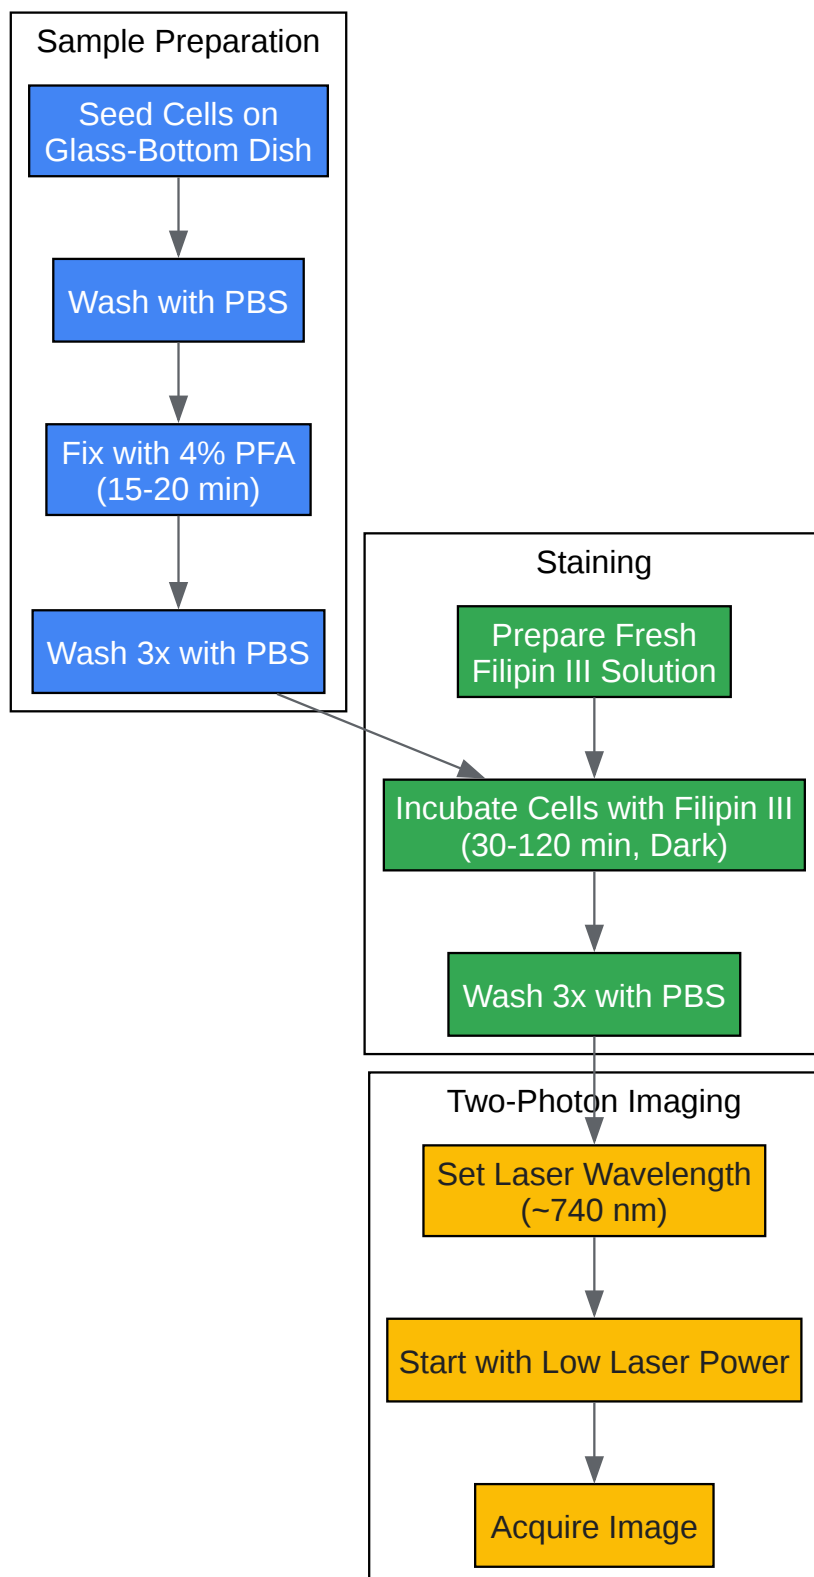 Sample Preparation
Seed Cells on
Glass-Bottom Dish
Wash with PBS
Fix with 4% PFA
(15-20 min)
Wash 3x with PBS
Staining
Prepare Fresh
Filipin III Solution
Incubate Cells with Filipin III
(30-120 min, Dark)
Wash 3x with PBS
Two-Photon Imaging
Set Laser Wavelength
(~740 nm)
Start with Low Laser Power
Acquire Image